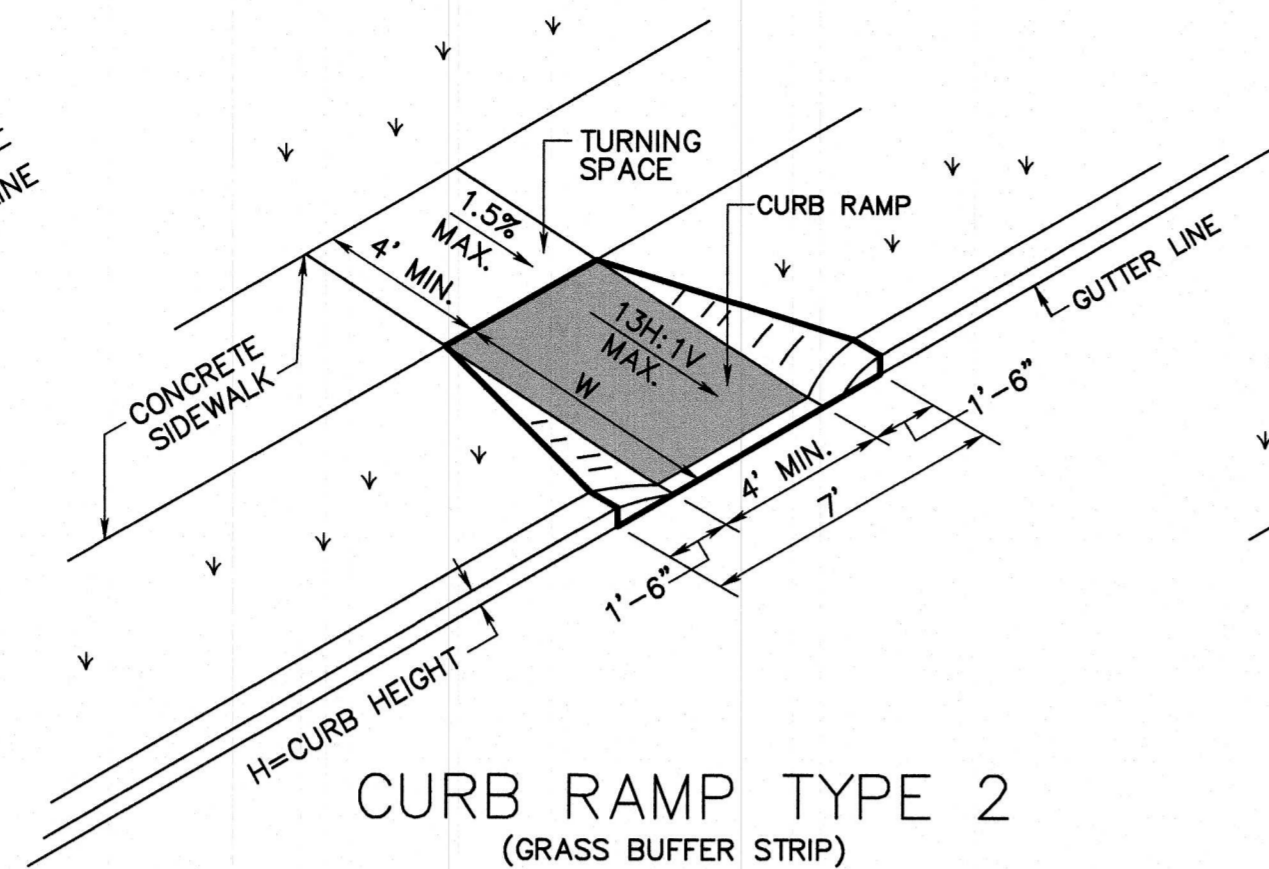 INE
TURNING
SPACE
CURB RAMP
1.5%
MAX.
4' MIN.
13H:1V
MAX.
W
GUTTER LINE
CONCRETE
SIDEWALK
1'-6"
4' MIN.
7'
1'-6"
H=CURB HEIGHT
CURB RAMP TYPE 2
(GRASS BUFFER STRIP)